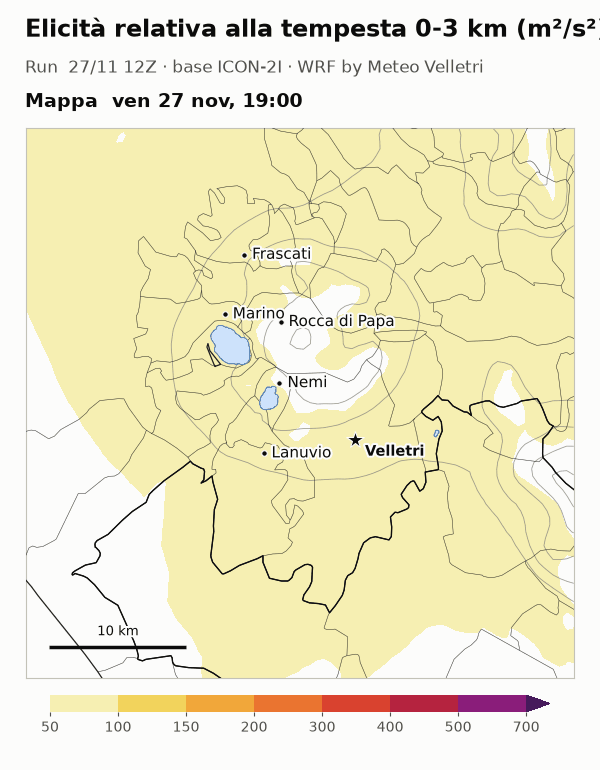 Elicità relativa alla tempesta 0-3 km (m²/s²)
Run 27/11 12Z · base ICON-2I · WRF by Meteo Velletri
Mappa ven 27 nov, 19:00
Frascati
Marino
Rocca di Papa
Nemi
Velletri
Lanuvio
10 km
50 100 150 200 300 400 500 700